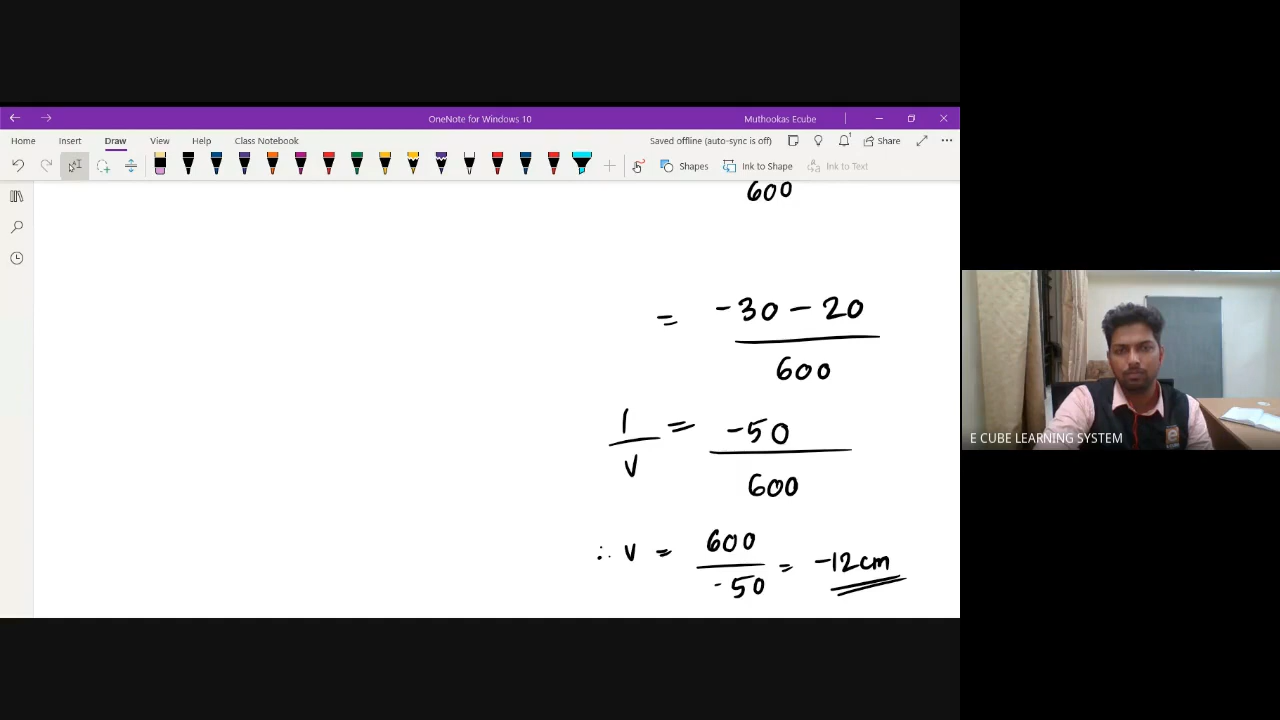 OneNote for Windows 10
Muthookas Ecube
Home Insert Draw View Help Class Notebook
Saved offline (auto-sync is off) Share
Shapes Ink to Shape Ink to Text
600
= -30 - 20
600
1 = -50
v 600
∴ v = 600 = -12cm
-50
E CUBE LEARNING SYSTEM